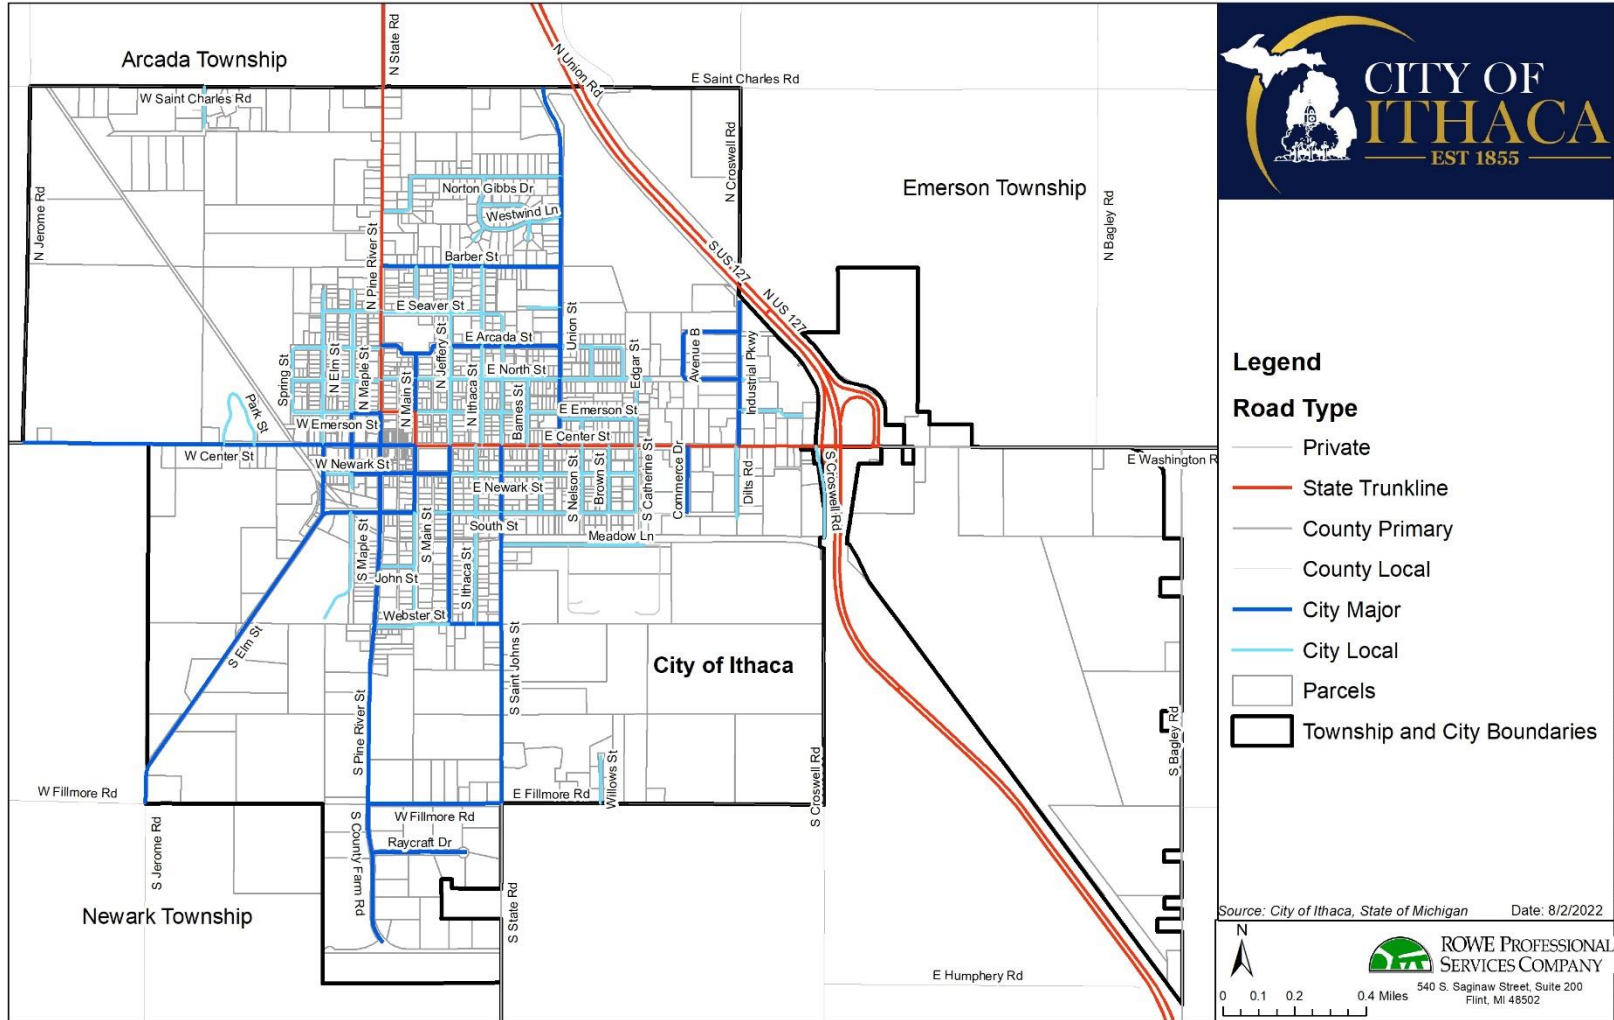 Arcada Township
N State Rd
N Union Rd
E Saint Charles Rd
W Saint Charles Rd
N Croswell Rd
Emerson Township
N Bagley Rd
N Jerome Rd
Norton Gibbs Dr
Westwind Ln
N Pine River St
Barber St
S US 127
N US 127
E Seaver St
Union St
E Arcada St
N Jeffery St
Edgar St
Avenue B
Industrial Pkwy
Spring St
N Elm St
N Maple St
N Main St
N Ithaca St
E North St
Barnes St
Park St
W Emerson St
E Emerson St
E Center St
W Center St
W Newark St
E Newark St
S Nelson St
Brown St
S Catherine St
Commerce Dr
Dilts Rd
S Croswell Rd
E Washington R
S Maple St
S Main St
South St
Meadow Ln
John St
S Ithaca St
Webster St
S Elm St
S Saint Johns St
City of Ithaca
S Pine River St
S Bagley Rd
Willows St
S Croswell Rd
W Fillmore Rd
E Fillmore Rd
W Fillmore Rd
S County Farm Rd
Raycraft Dr
S Jerome Rd
Newark Township
S State Rd
E Humphery Rd
CITY OF
ITHACA
EST 1855
Legend
Road Type
Private
State Trunkline
County Primary
County Local
City Major
City Local
Parcels
Township and City Boundaries
Source: City of Ithaca, State of Michigan
Date: 8/2/2022
N
0 0.1 0.2 0.4 Miles
ROWE PROFESSIONAL
SERVICES COMPANY
540 S. Saginaw Street, Suite 200
Flint, MI 48502